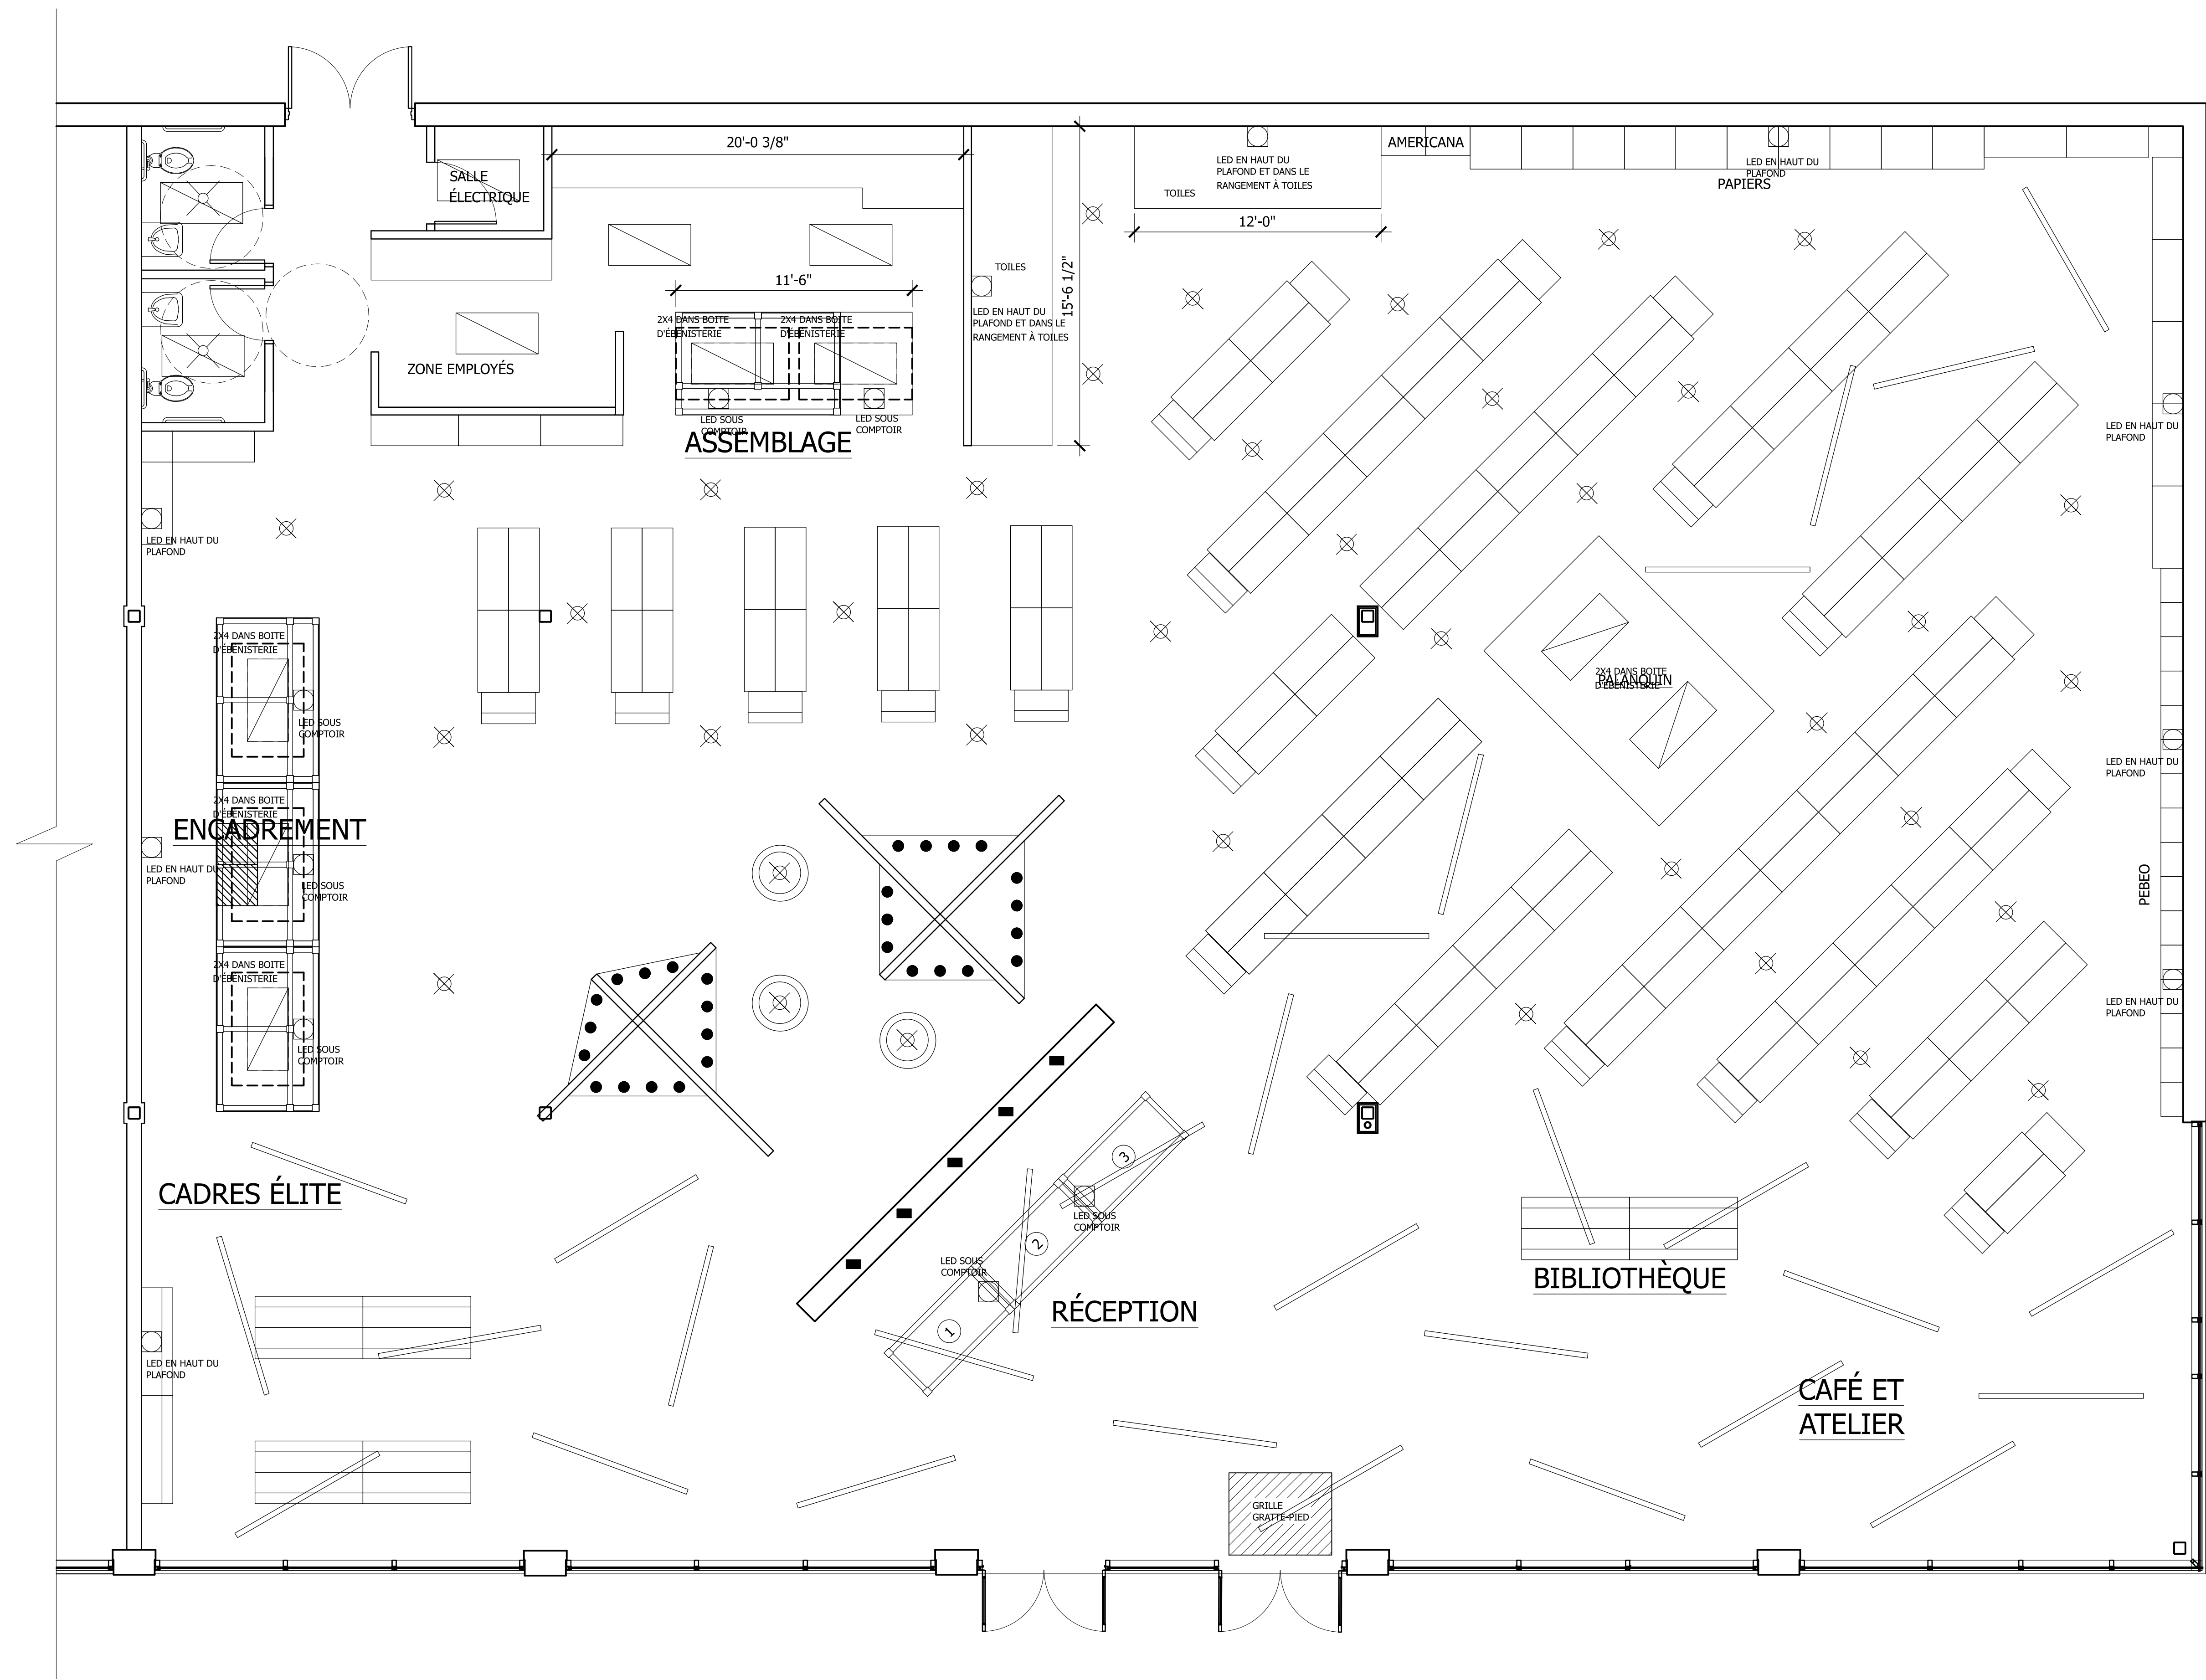 20'-0 3/8"
AMERICANA
LED EN HAUT DU
PLAFOND ET DANS LE
RANGEMENT À TOILES
TOILES
12'-0"
LED EN HAUT DU
PLAFOND
PAPIERS
SALLE
ÉLECTRIQUE
11'-6"
15'-6 1/2"
TOILES
LED EN HAUT DU
PLAFOND ET DANS LE
RANGEMENT À TOILES
2X4 DANS BOITE
D'ÉBÉNISTERIE
2X4 DANS BOITE
D'ÉBÉNISTERIE
ZONE EMPLOYÉS
LED SOUS
COMPTOIR
LED SOUS
COMPTOIR
ASSEMBLAGE
LED EN HAUT DU
PLAFOND
LED EN HAUT DU
PLAFOND
2X4 DANS BOITE
D'ÉBÉNISTERIE
LED SOUS
COMPTOIR
2X4 DANS BOITE
D'ÉBÉNISTERIE
PALANQUIN
LED EN HAUT DU
PLAFOND
2X4 DANS BOITE
D'ÉBÉNISTERIE
ENCADREMENT
LED EN HAUT DU
PLAFOND
LED SOUS
COMPTOIR
PEBEO
2X4 DANS BOITE
D'ÉBÉNISTERIE
LED SOUS
COMPTOIR
LED EN HAUT DU
PLAFOND
CADRES ÉLITE
3
LED SOUS
COMPTOIR
2
LED SOUS
COMPTOIR
1
RÉCEPTION
BIBLIOTHÈQUE
LED EN HAUT DU
PLAFOND
CAFÉ ET
ATELIER
GRILLE
GRATTE-PIED